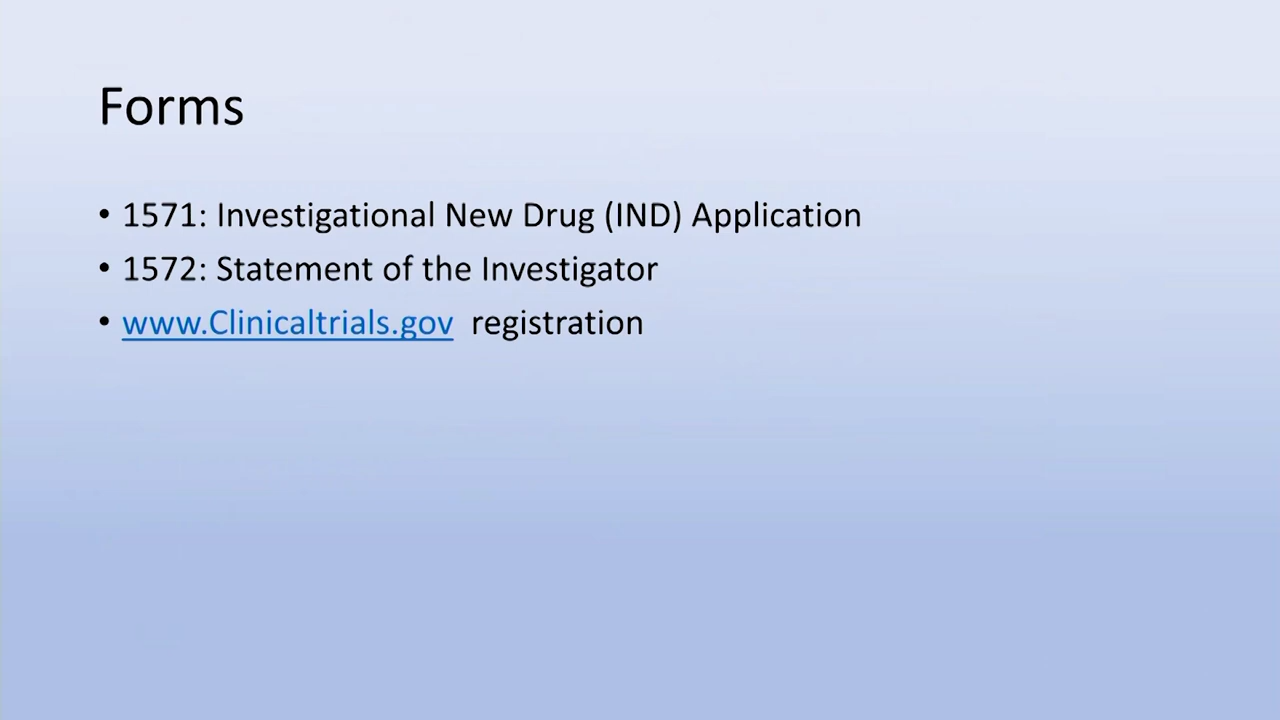 Forms
• 1571: Investigational New Drug (IND) Application
• 1572: Statement of the Investigator
• www.Clinicaltrials.gov registration